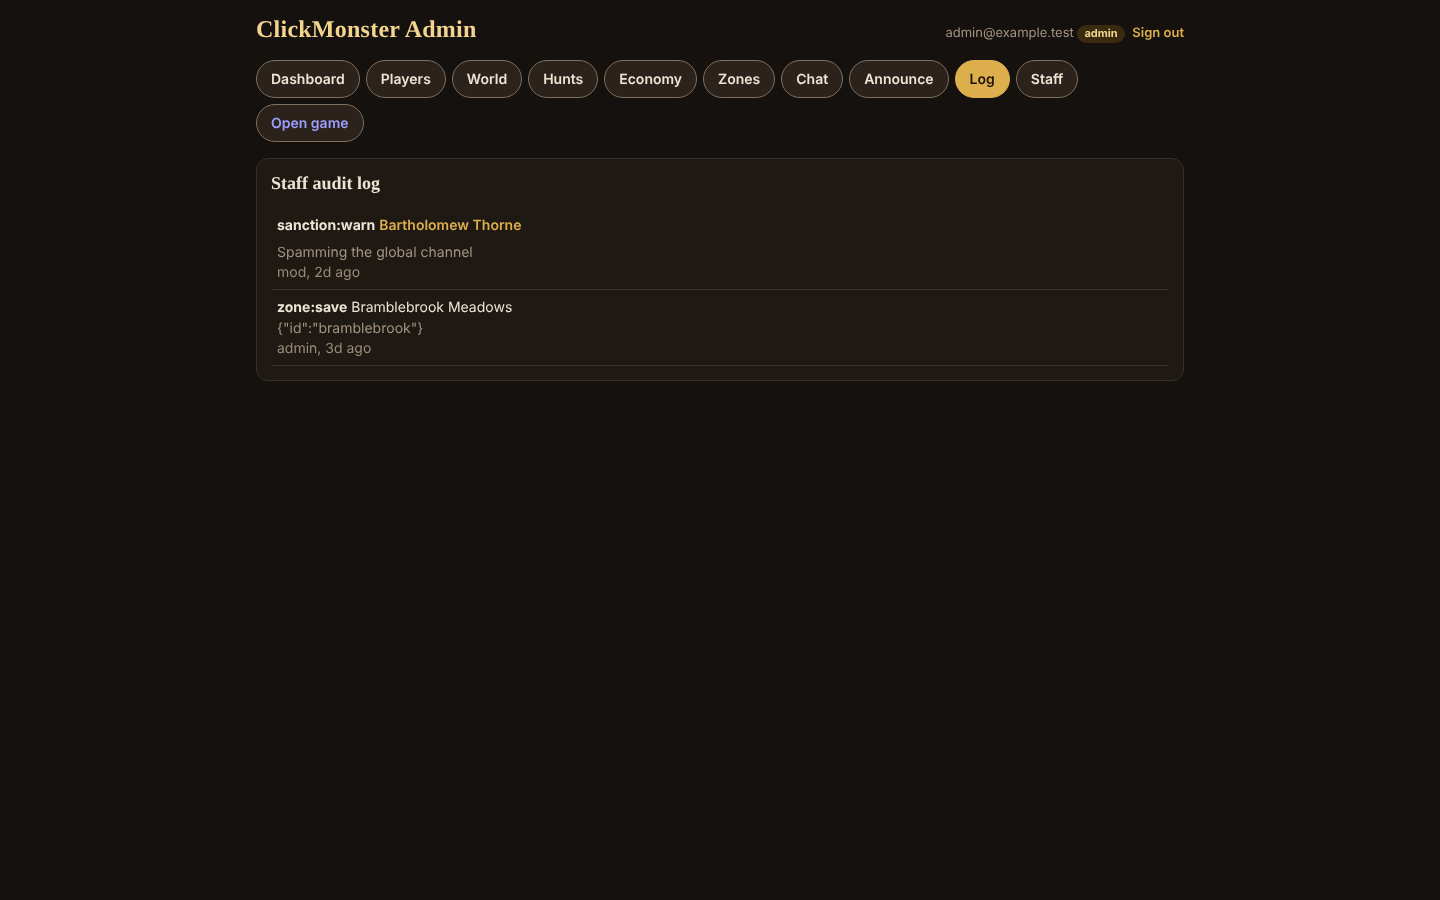 ClickMonster Admin
admin@example.test admin Sign out
Dashboard Players World Hunts Economy Zones Chat Announce Log Staff
Open game
Staff audit log
sanction:warn Bartholomew Thorne
Spamming the global channel
mod, 2d ago
zone:save Bramblebrook Meadows
{"id":"bramblebrook"}
admin, 3d ago